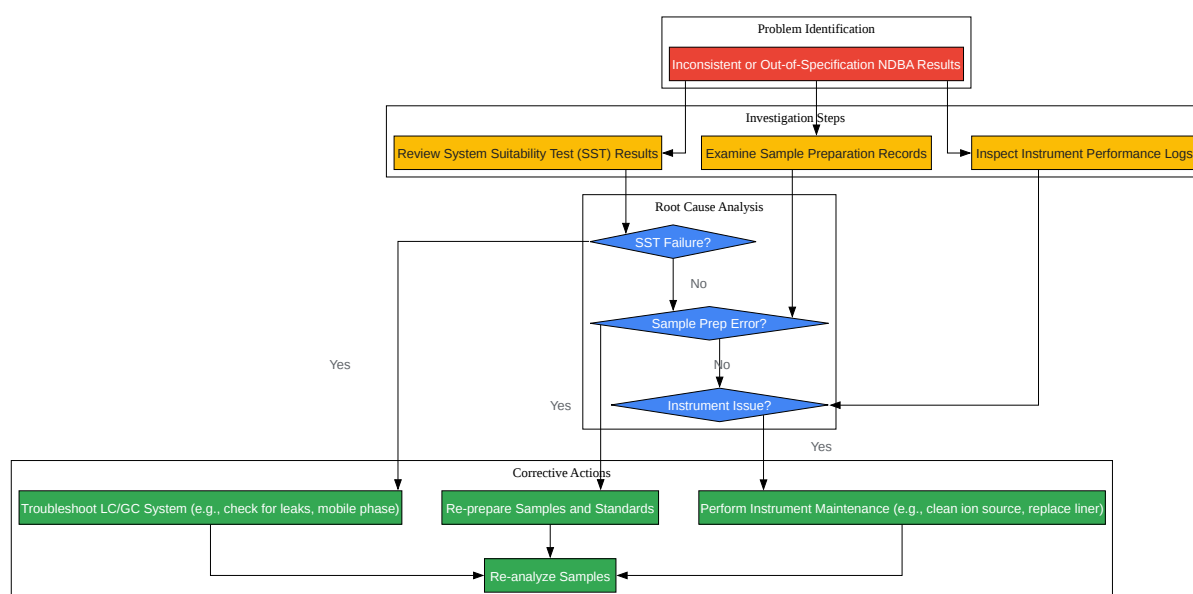 Problem Identification
Inconsistent or Out-of-Specification NDBA Results
Investigation Steps
Review System Suitability Test (SST) Results
Examine Sample Preparation Records
Inspect Instrument Performance Logs
Root Cause Analysis
SST Failure?
No
Sample Prep Error?
Yes
No
Yes
Instrument Issue?
Yes
Corrective Actions
Troubleshoot LC/GC System (e.g., check for leaks, mobile phase)
Re-prepare Samples and Standards
Perform Instrument Maintenance (e.g., clean ion source, replace liner)
Re-analyze Samples